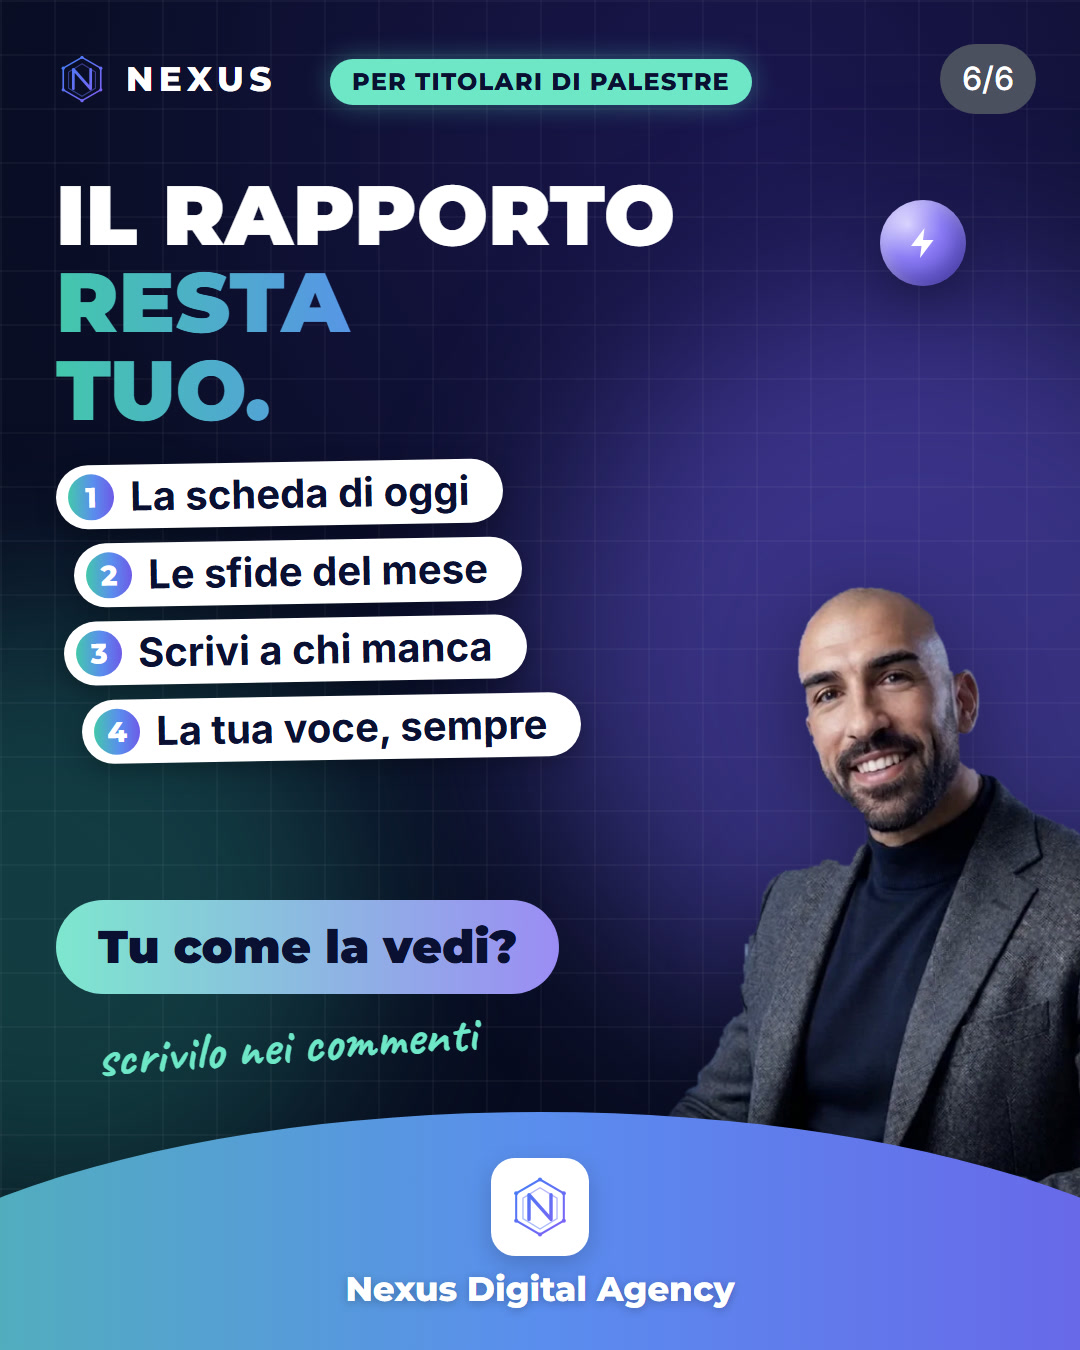 NEXUS
PER TITOLARI DI PALESTRE
6/6
IL RAPPORTO
RESTA
TUO.
1 La scheda di oggi
2 Le sfide del mese
3 Scrivi a chi manca
4 La tua voce, sempre
Tu come la vedi?
scrivilo nei commenti
N
Nexus Digital Agency